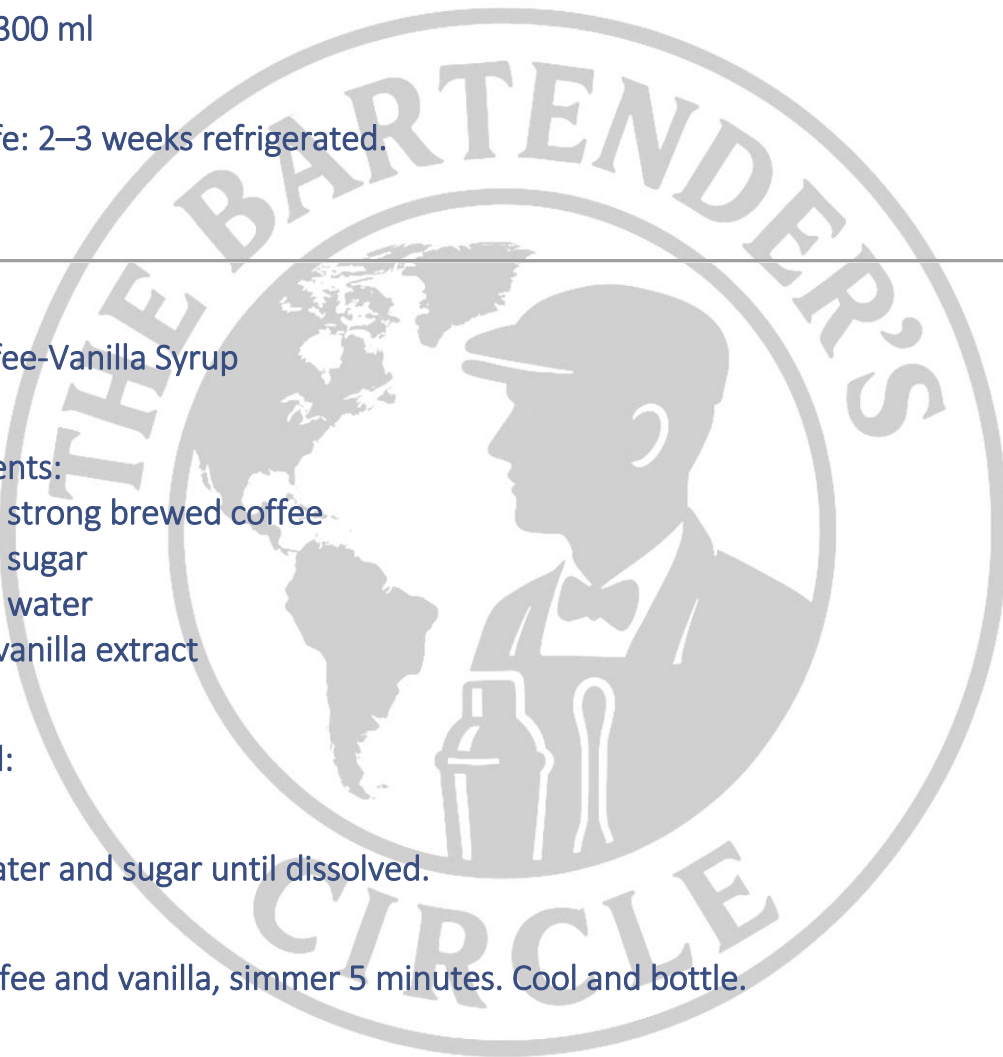 300 ml
fe: 2–3 weeks refrigerated.
THE BARTENDER'S
fee-Vanilla Syrup
ents:
strong brewed coffee
sugar
water
vanilla extract
l:
ater and sugar until dissolved.
fee and vanilla, simmer 5 minutes. Cool and bottle.
CIRCLE